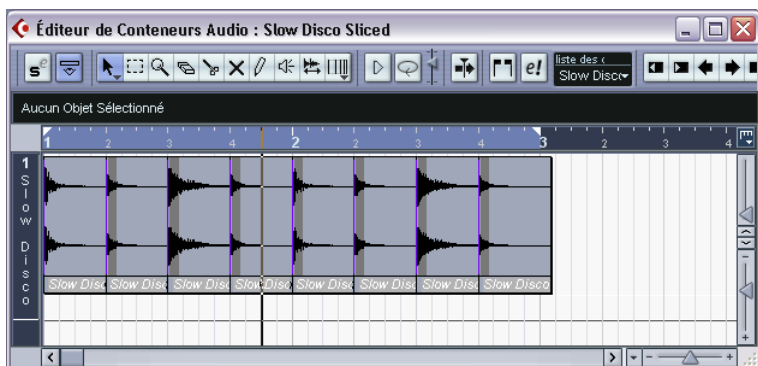 Éditeur de Conteneurs Audio : Slow Disco Sliced
liste des c
Slow Disco
Aucun Objet Sélectionné
1 2 3 4 2 2 3 4 3 2 3 4
1
Slow Disco
Slow Disc Slow Disc Slow Disc Slow Disc Slow Disc Slow Disc Slow Disc Slow Disco